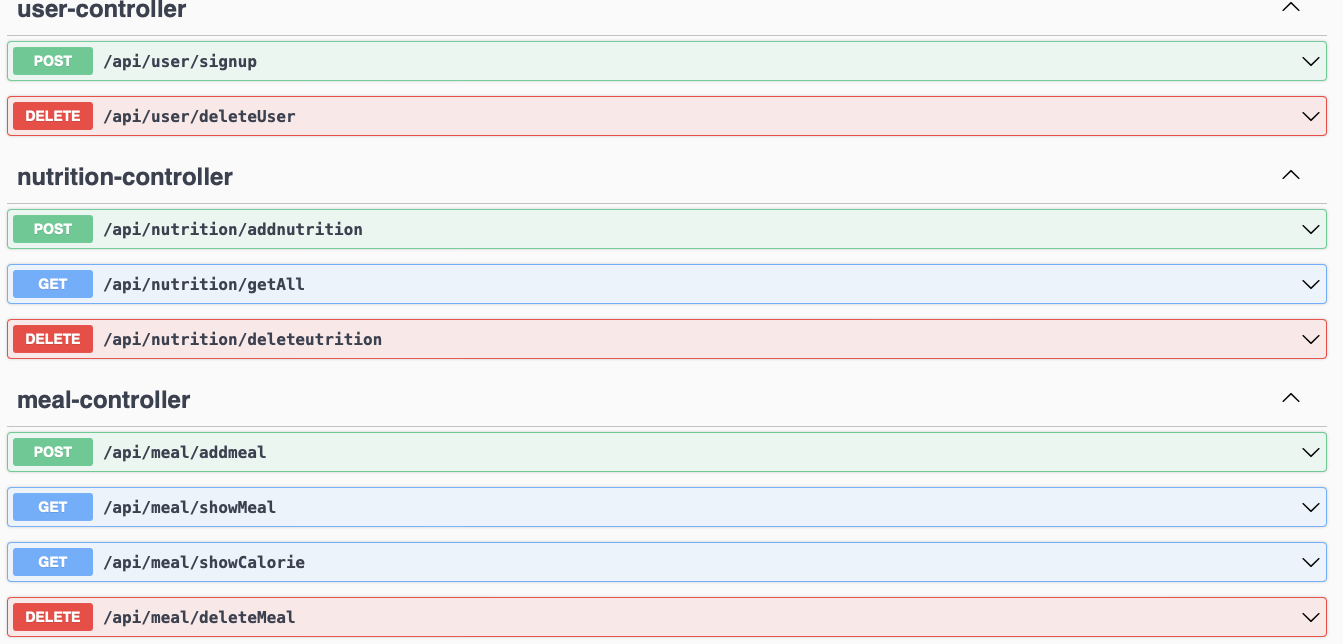 user-controller
POST /api/user/signup
DELETE /api/user/deleteUser
nutrition-controller
POST /api/nutrition/addnutrition
GET /api/nutrition/getAll
DELETE /api/nutrition/deleteutrition
meal-controller
POST /api/meal/addmeal
GET /api/meal/showMeal
GET /api/meal/showCalorie
DELETE /api/meal/deleteMeal